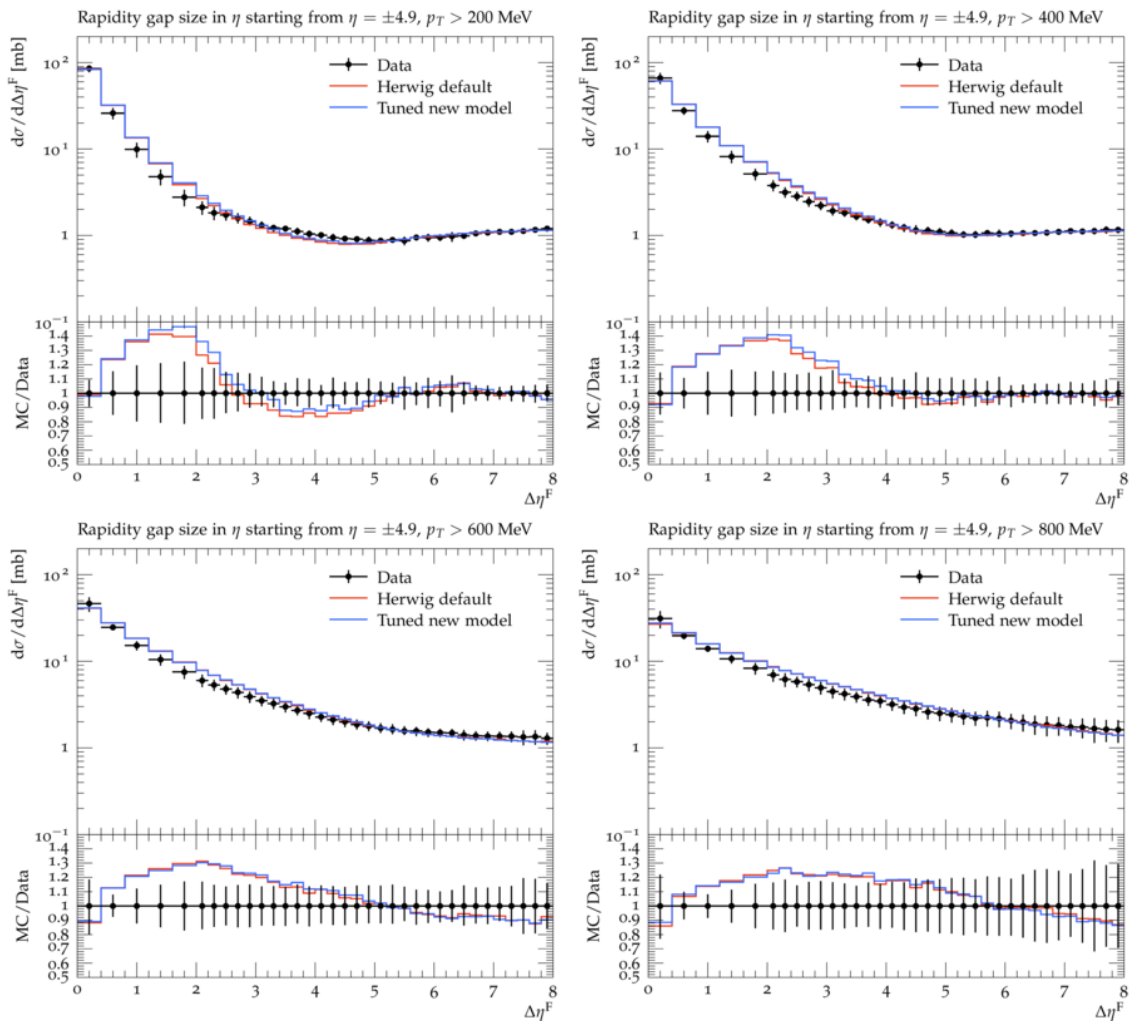 Rapidity gap size in η starting from η = ±4.9, p_T > 200 MeV
dσ/dΔη^F [mb]
10^2
10^1
1
10^−1
Data
Herwig default
Tuned new model
MC/Data
1.4
1.3
1.2
1.1
1
0.9
0.8
0.7
0.6
0.5
0 1 2 3 4 5 6 7 8
Δη^F
Rapidity gap size in η starting from η = ±4.9, p_T > 400 MeV
dσ/dΔη^F [mb]
10^2
10^1
1
10^−1
Data
Herwig default
Tuned new model
MC/Data
1.4
1.3
1.2
1.1
1
0.9
0.8
0.7
0.6
0.5
0 1 2 3 4 5 6 7 8
Δη^F
Rapidity gap size in η starting from η = ±4.9, p_T > 600 MeV
dσ/dΔη^F [mb]
10^2
10^1
1
10^−1
Data
Herwig default
Tuned new model
MC/Data
1.4
1.3
1.2
1.1
1
0.9
0.8
0.7
0.6
0.5
0 1 2 3 4 5 6 7 8
Δη^F
Rapidity gap size in η starting from η = ±4.9, p_T > 800 MeV
dσ/dΔη^F [mb]
10^2
10^1
1
10^−1
Data
Herwig default
Tuned new model
MC/Data
1.4
1.3
1.2
1.1
1
0.9
0.8
0.7
0.6
0.5
0 1 2 3 4 5 6 7 8
Δη^F